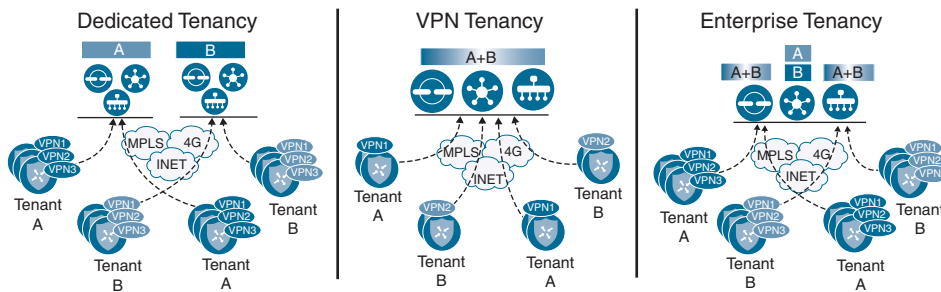 Dedicated Tenancy
A
B
MPLS
4G
INET
VPN1
VPN2
VPN3
Tenant
A
VPN1
VPN2
VPN3
Tenant
B
VPN1
VPN2
VPN3
Tenant
B
VPN1
VPN2
VPN3
Tenant
A
VPN Tenancy
A+B
MPLS
4G
INET
VPN1
Tenant
A
VPN2
Tenant
B
VPN2
Tenant
B
VPN1
Tenant
A
Enterprise Tenancy
A
A+B
B
A+B
MPLS
4G
INET
VPN1
VPN2
VPN3
Tenant
A
VPN1
VPN2
VPN3
Tenant
B
VPN1
VPN2
VPN3
Tenant
B
VPN1
VPN2
VPN3
Tenant
A